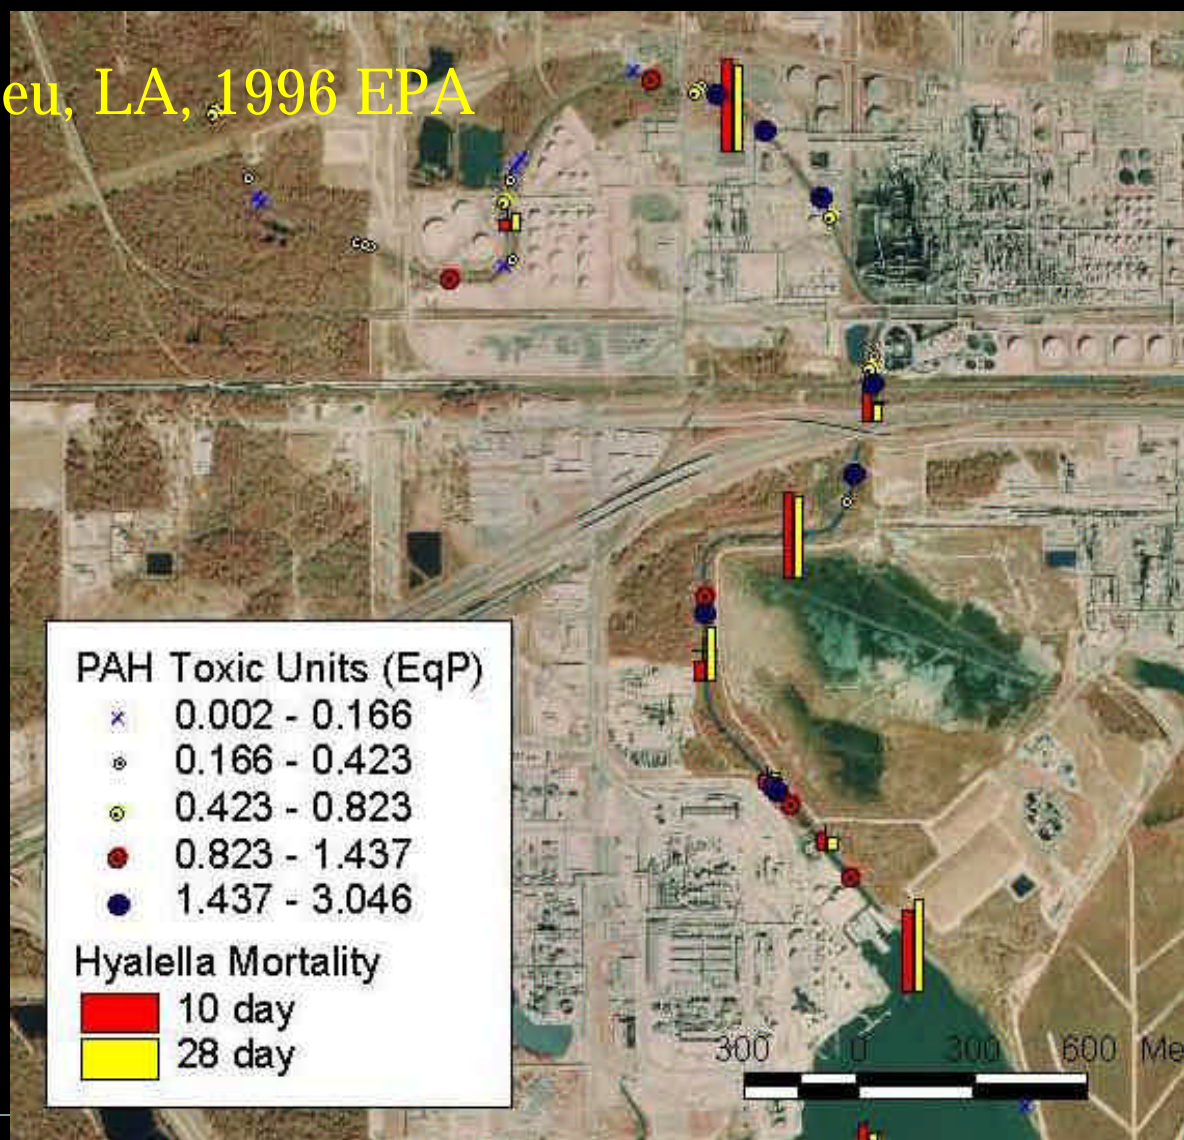 eu, LA, 1996 EPA
PAH Toxic Units (EqP)
0.002 - 0.166
0.166 - 0.423
0.423 - 0.823
0.823 - 1.437
1.437 - 3.046
Hyalella Mortality
10 day
28 day
300 0 300 600 Me